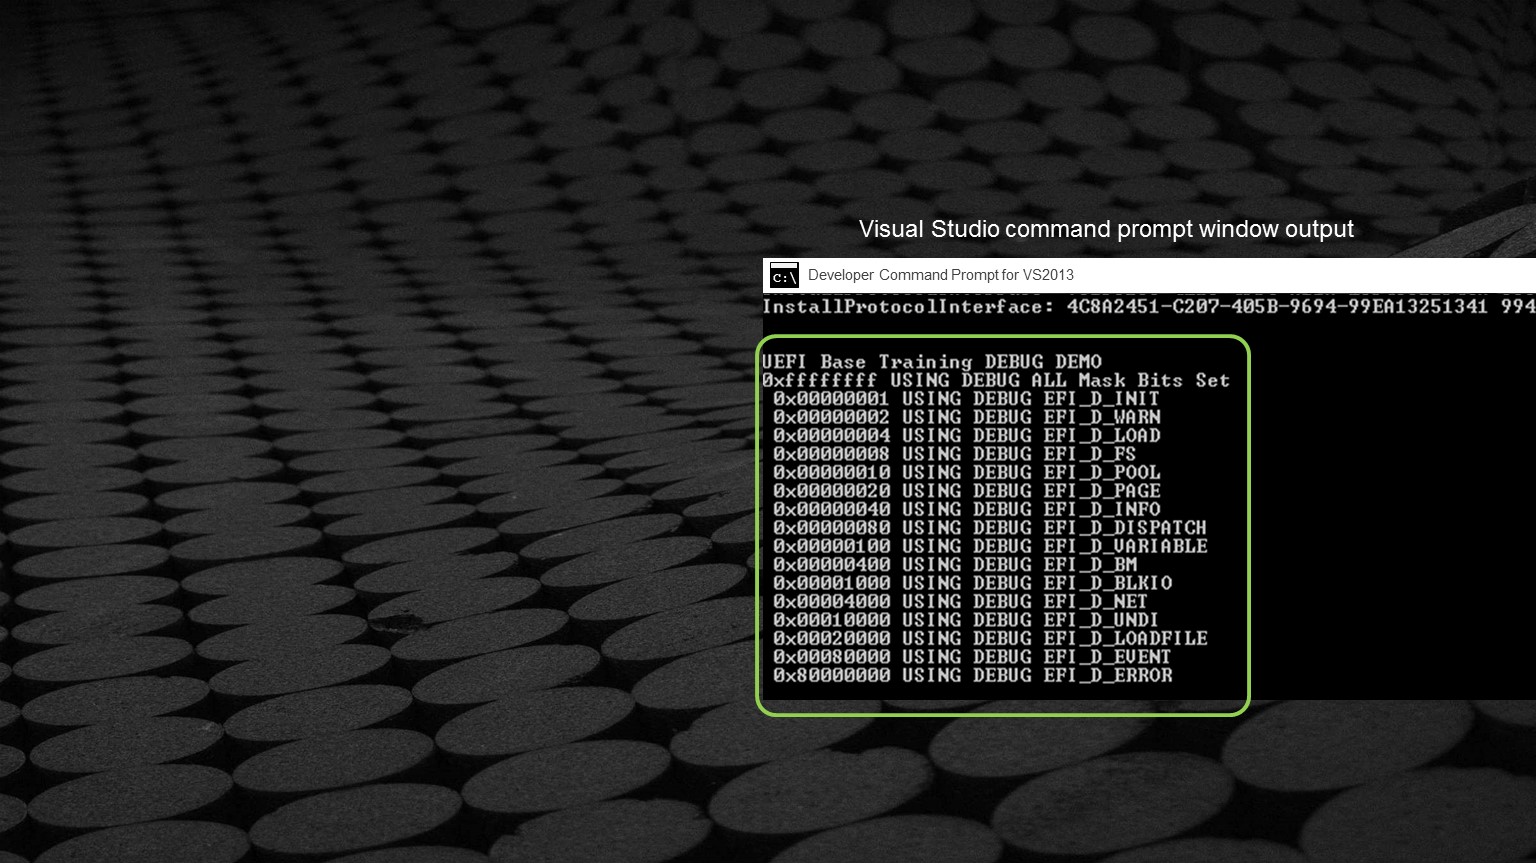 Visual Studio command prompt window output
C:\ Developer Command Prompt for VS2013
InstallProtocolInterface: 4C8A2451-C207-405B-9694-99EA13251341 994
UEFI Base Training DEBUG DEMO
0xffffffff USING DEBUG ALL Mask Bits Set
0x00000001 USING DEBUG EFI_D_INIT
0x00000002 USING DEBUG EFI_D_WARN
0x00000004 USING DEBUG EFI_D_LOAD
0x00000008 USING DEBUG EFI_D_FS
0x00000010 USING DEBUG EFI_D_POOL
0x00000020 USING DEBUG EFI_D_PAGE
0x00000040 USING DEBUG EFI_D_INFO
0x00000080 USING DEBUG EFI_D_DISPATCH
0x00000100 USING DEBUG EFI_D_VARIABLE
0x00000400 USING DEBUG EFI_D_BM
0x00001000 USING DEBUG EFI_D_BLKIO
0x00004000 USING DEBUG EFI_D_NET
0x00010000 USING DEBUG EFI_D_UNDI
0x00020000 USING DEBUG EFI_D_LOADFILE
0x00080000 USING DEBUG EFI_D_EVENT
0x80000000 USING DEBUG EFI_D_ERROR